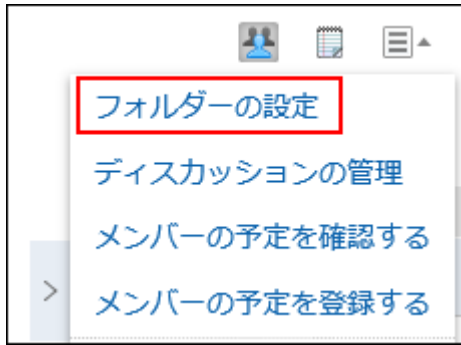 フォルダーの設定
ディスカッションの管理
メンバーの予定を確認する
メンバーの予定を登録する